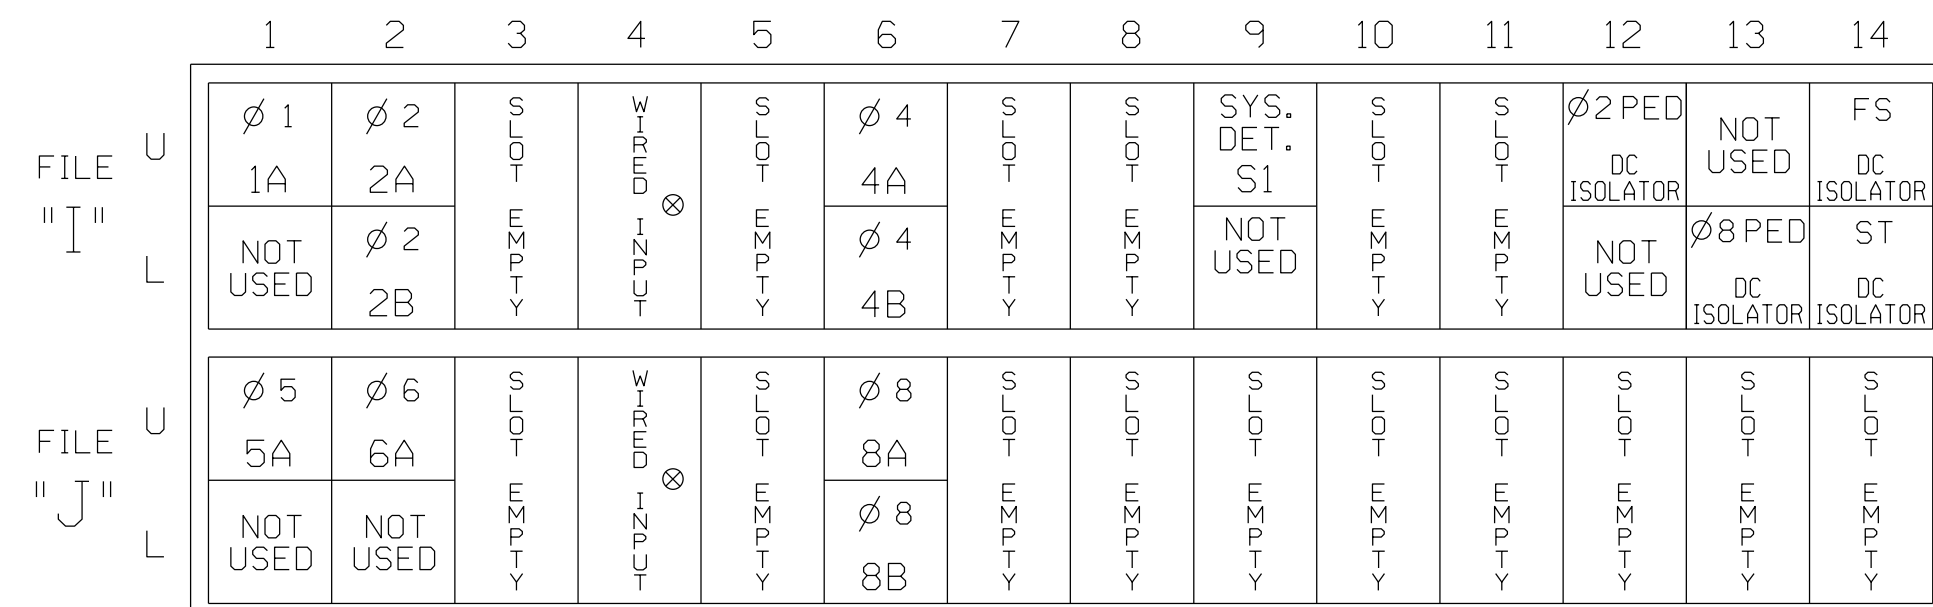 1 2 3 4 5 6 7 8 9 10 11 12 13 14
FILE
"I"
U
L
Ø 1
1A
NOT
USED
Ø 2
2A
Ø 2
2B
SLOT EMPTY
WIRED INPUT
SLOT EMPTY
Ø 4
4A
Ø 4
4B
SLOT EMPTY
SLOT EMPTY
SYS.
DET.
S1
NOT
USED
SLOT EMPTY
SLOT EMPTY
Ø2 PED
DC
ISOLATOR
NOT
USED
NOT
USED
Ø8 PED
DC
ISOLATOR
FS
DC
ISOLATOR
ST
DC
ISOLATOR
FILE
"J"
U
L
Ø 5
5A
NOT
USED
Ø 6
6A
NOT
USED
SLOT EMPTY
WIRED INPUT
SLOT EMPTY
Ø 8
8A
Ø 8
8B
SLOT EMPTY
SLOT EMPTY
SLOT EMPTY
SLOT EMPTY
SLOT EMPTY
SLOT EMPTY
SLOT EMPTY
SLOT EMPTY